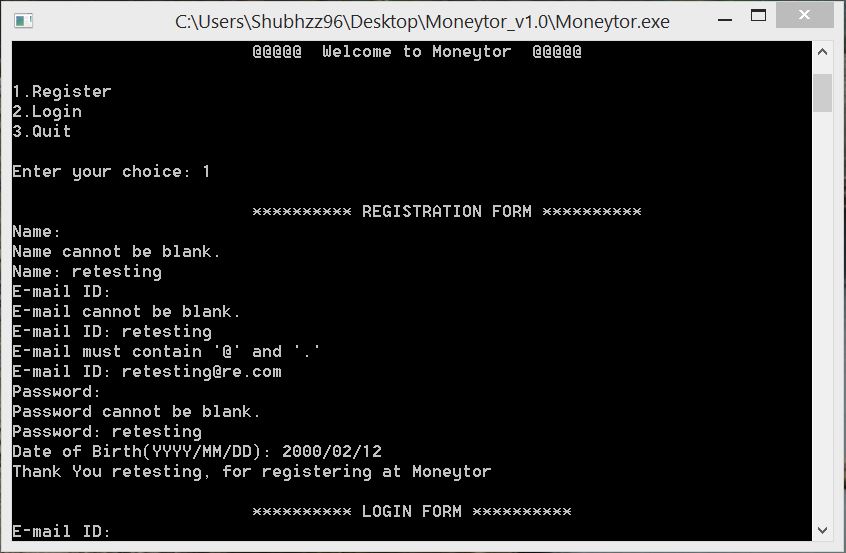 C:\Users\Shubhzz96\Desktop\Moneytor_v1.0\Moneytor.exe
@@@@@  Welcome to Moneytor  @@@@@
1.Register
2.Login
3.Quit
Enter your choice: 1
********** REGISTRATION FORM **********
Name:
Name cannot be blank.
Name: retesting
E-mail ID:
E-mail cannot be blank.
E-mail ID: retesting
E-mail must contain '@' and '.'
E-mail ID: retesting@re.com
Password:
Password cannot be blank.
Password: retesting
Date of Birth(YYYY/MM/DD): 2000/02/12
Thank You retesting, for registering at Moneytor
********** LOGIN FORM **********
E-mail ID: